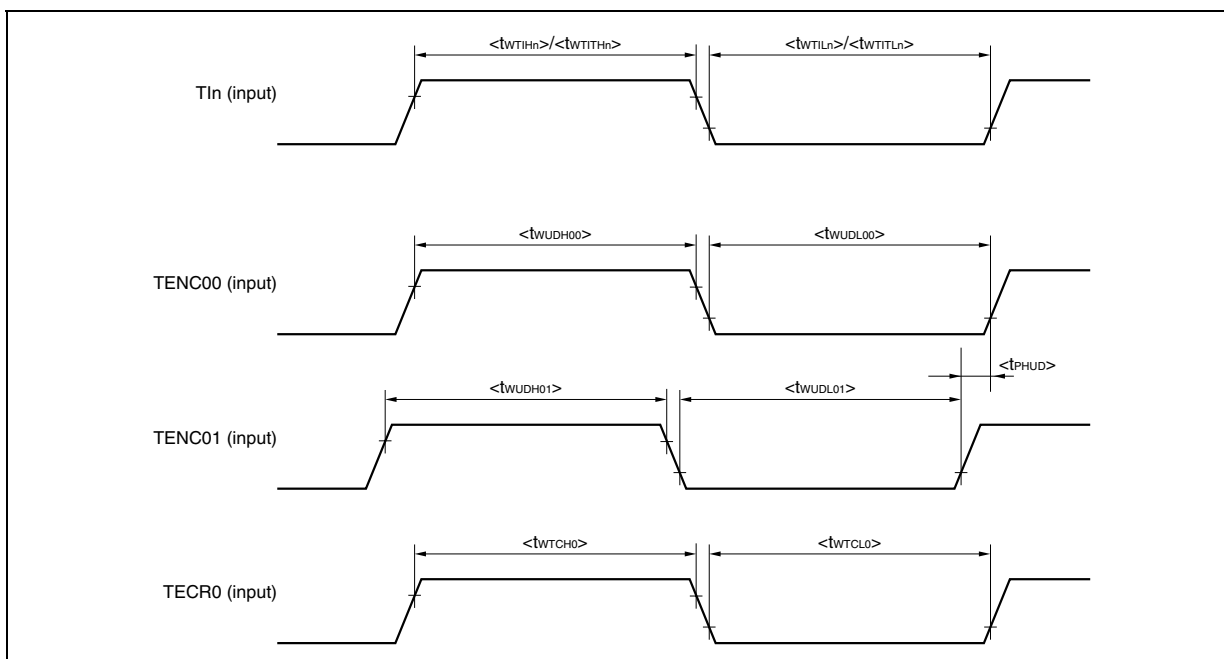 <tWTIHn>/<tWTITHn> <tWTILn>/<tWTITLn>
TIn (input)
<tWUDH00> <tWUDL00>
TENC00 (input)
<tPHUD>
<tWUDH01> <tWUDL01>
TENC01 (input)
<tWTCH0> <tWTCL0>
TECR0 (input)